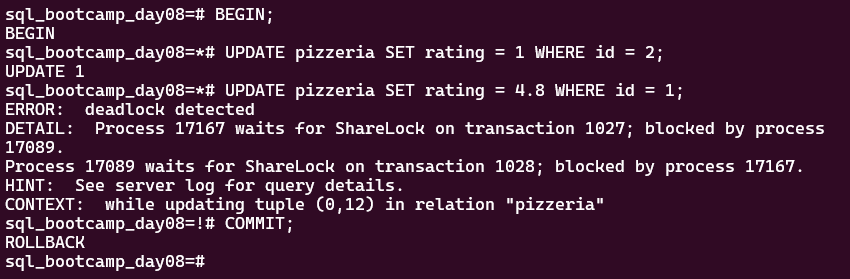 sql_bootcamp_day08=# BEGIN;
BEGIN
sql_bootcamp_day08=*# UPDATE pizzeria SET rating = 1 WHERE id = 2;
UPDATE 1
sql_bootcamp_day08=*# UPDATE pizzeria SET rating = 4.8 WHERE id = 1;
ERROR:  deadlock detected
DETAIL:  Process 17167 waits for ShareLock on transaction 1027; blocked by process
17089.
Process 17089 waits for ShareLock on transaction 1028; blocked by process 17167.
HINT:  See server log for query details.
CONTEXT:  while updating tuple (0,12) in relation "pizzeria"
sql_bootcamp_day08=!# COMMIT;
ROLLBACK
sql_bootcamp_day08=#